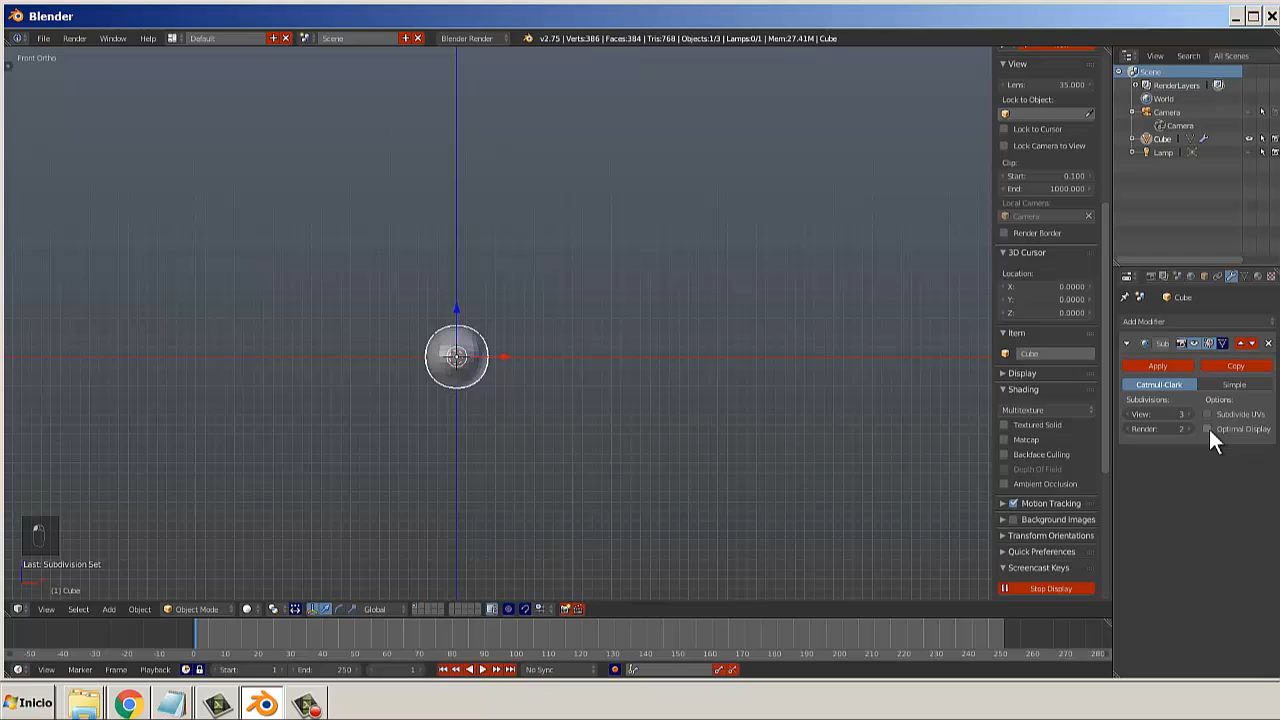 Blender
File Render Window Help Default Scene Blender Render v2.75 | Verts:386 | Faces:384 | Tris:768 | Objects:1/3 | Lamps:0/1 | Mem:27.41M | Cube
Front Ortho
View
Lens: 35.000
Lock to Object:
Lock to Cursor
Lock Camera to View
Clip:
Start: 0.100
End: 1000.000
Local Camera:
Camera
Render Border
3D Cursor
Location:
X: 0.0000
Y: 0.0000
Z: 0.0000
Item
Cube
Display
Shading
Multitexture
Textured Solid
Matcap
Backface Culling
Depth Of Field
Ambient Occlusion
Motion Tracking
Background Images
Transform Orientations
Quick Preferences
Screencast Keys
Stop Display
View Search All Scenes
Scene
RenderLayers
World
Camera
Camera
Cube
Lamp
Cube
Add Modifier
Sub
Apply Copy
Catmull-Clark Simple
Subdivisions: Options:
View: 3 Subdivide UVs
Render: 2 Optimal Display
Last: Subdivision Set
(1) Cube
View Select Add Object Object Mode Global
-50 -40 -30 -20 -10 0 10 20 30 40 50 60 70 80 90 100 110 120 130 140 150 160 170 180 190 200 210 220 230 240 250 260 270 280
View Marker Frame Playback Start: 1 End: 250 1 No Sync
Inicio